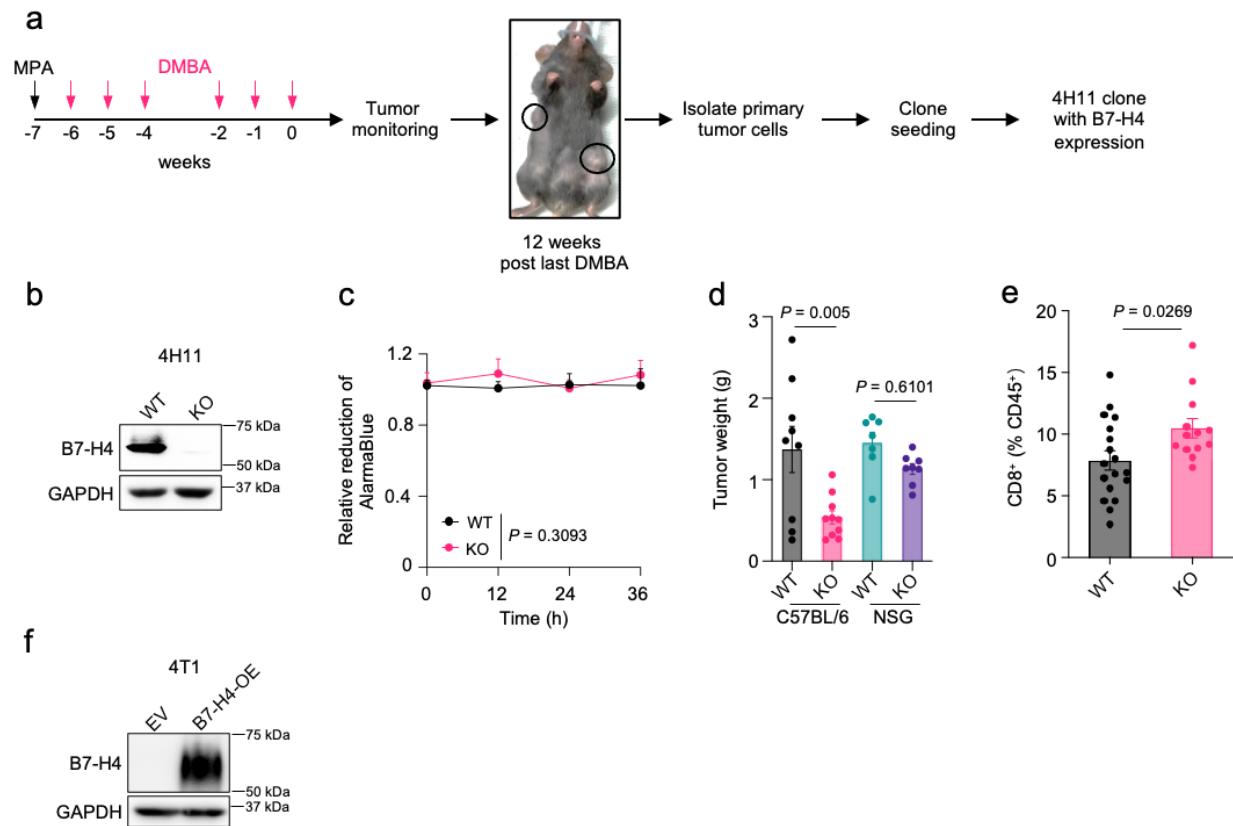 a
MPA
DMBA
-7 -6 -5 -4 -2 -1 0
weeks
Tumor
monitoring
12 weeks
post last DMBA
Isolate primary
tumor cells
Clone
seeding
4H11 clone
with B7-H4
expression
b
4H11
WT KO
B7-H4
75 kDa
50 kDa
GAPDH
37 kDa
c
Relative reduction of
AlarmaBlue
1.2
0.8
0.4
0.0
WT
KO
P = 0.3093
0 12 24 36
Time (h)
d
Tumor weight (g)
3
2
1
0
P = 0.005
P = 0.6101
WT KO WT KO
C57BL/6 NSG
e
CD8⁺ (% CD45⁺)
20
15
10
5
0
P = 0.0269
WT KO
f
4T1
EV B7-H4-OE
B7-H4
75 kDa
50 kDa
GAPDH
37 kDa